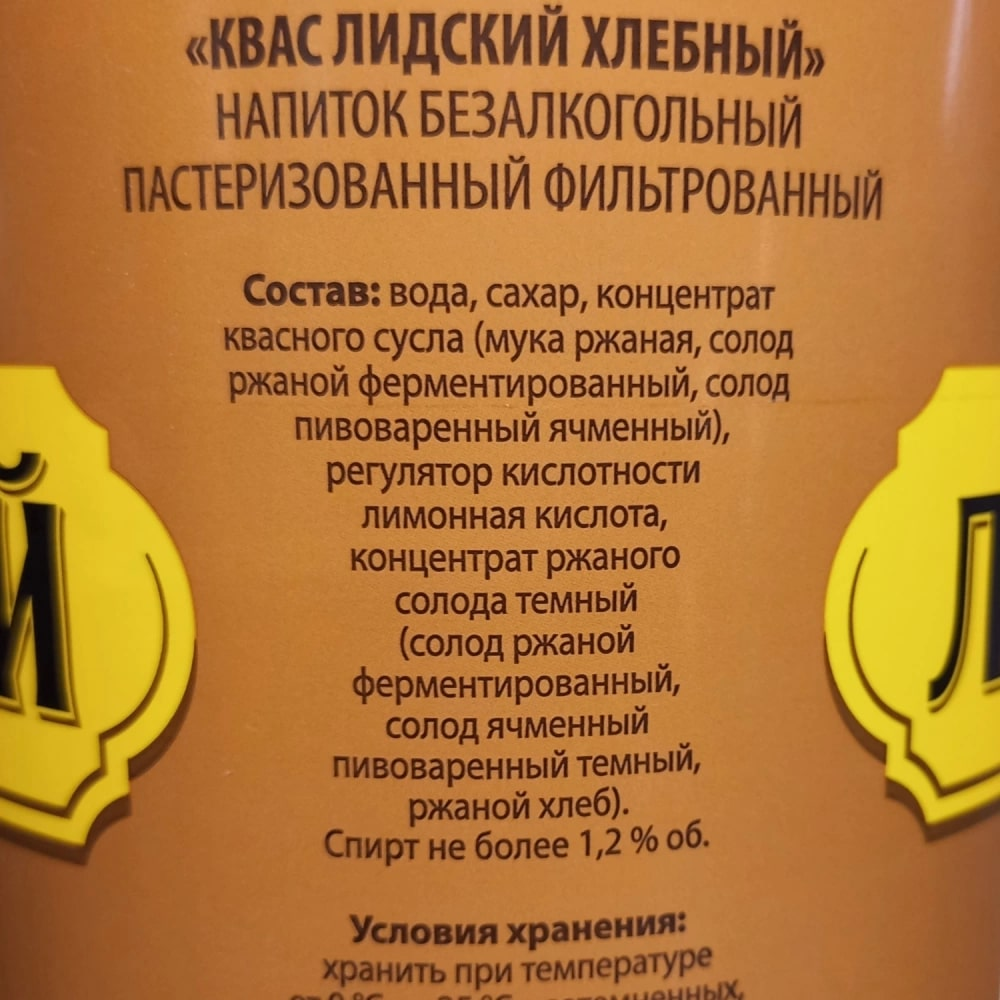 «КВАС ЛИДСКИЙ ХЛЕБНЫЙ»
НАПИТОК БЕЗАЛКОГОЛЬНЫЙ
ПАСТЕРИЗОВАННЫЙ ФИЛЬТРОВАННЫЙ
Состав: вода, сахар, концентрат
квасного сусла (мука ржаная, солод
ржаной ферментированный, солод
пивоваренный ячменный),
регулятор кислотности
лимонная кислота,
концентрат ржаного
солода темный
(солод ржаной
ферментированный,
солод ячменный
пивоваренный темный,
ржаной хлеб).
Спирт не более 1,2 % об.
Условия хранения:
хранить при температуре
Й
Л